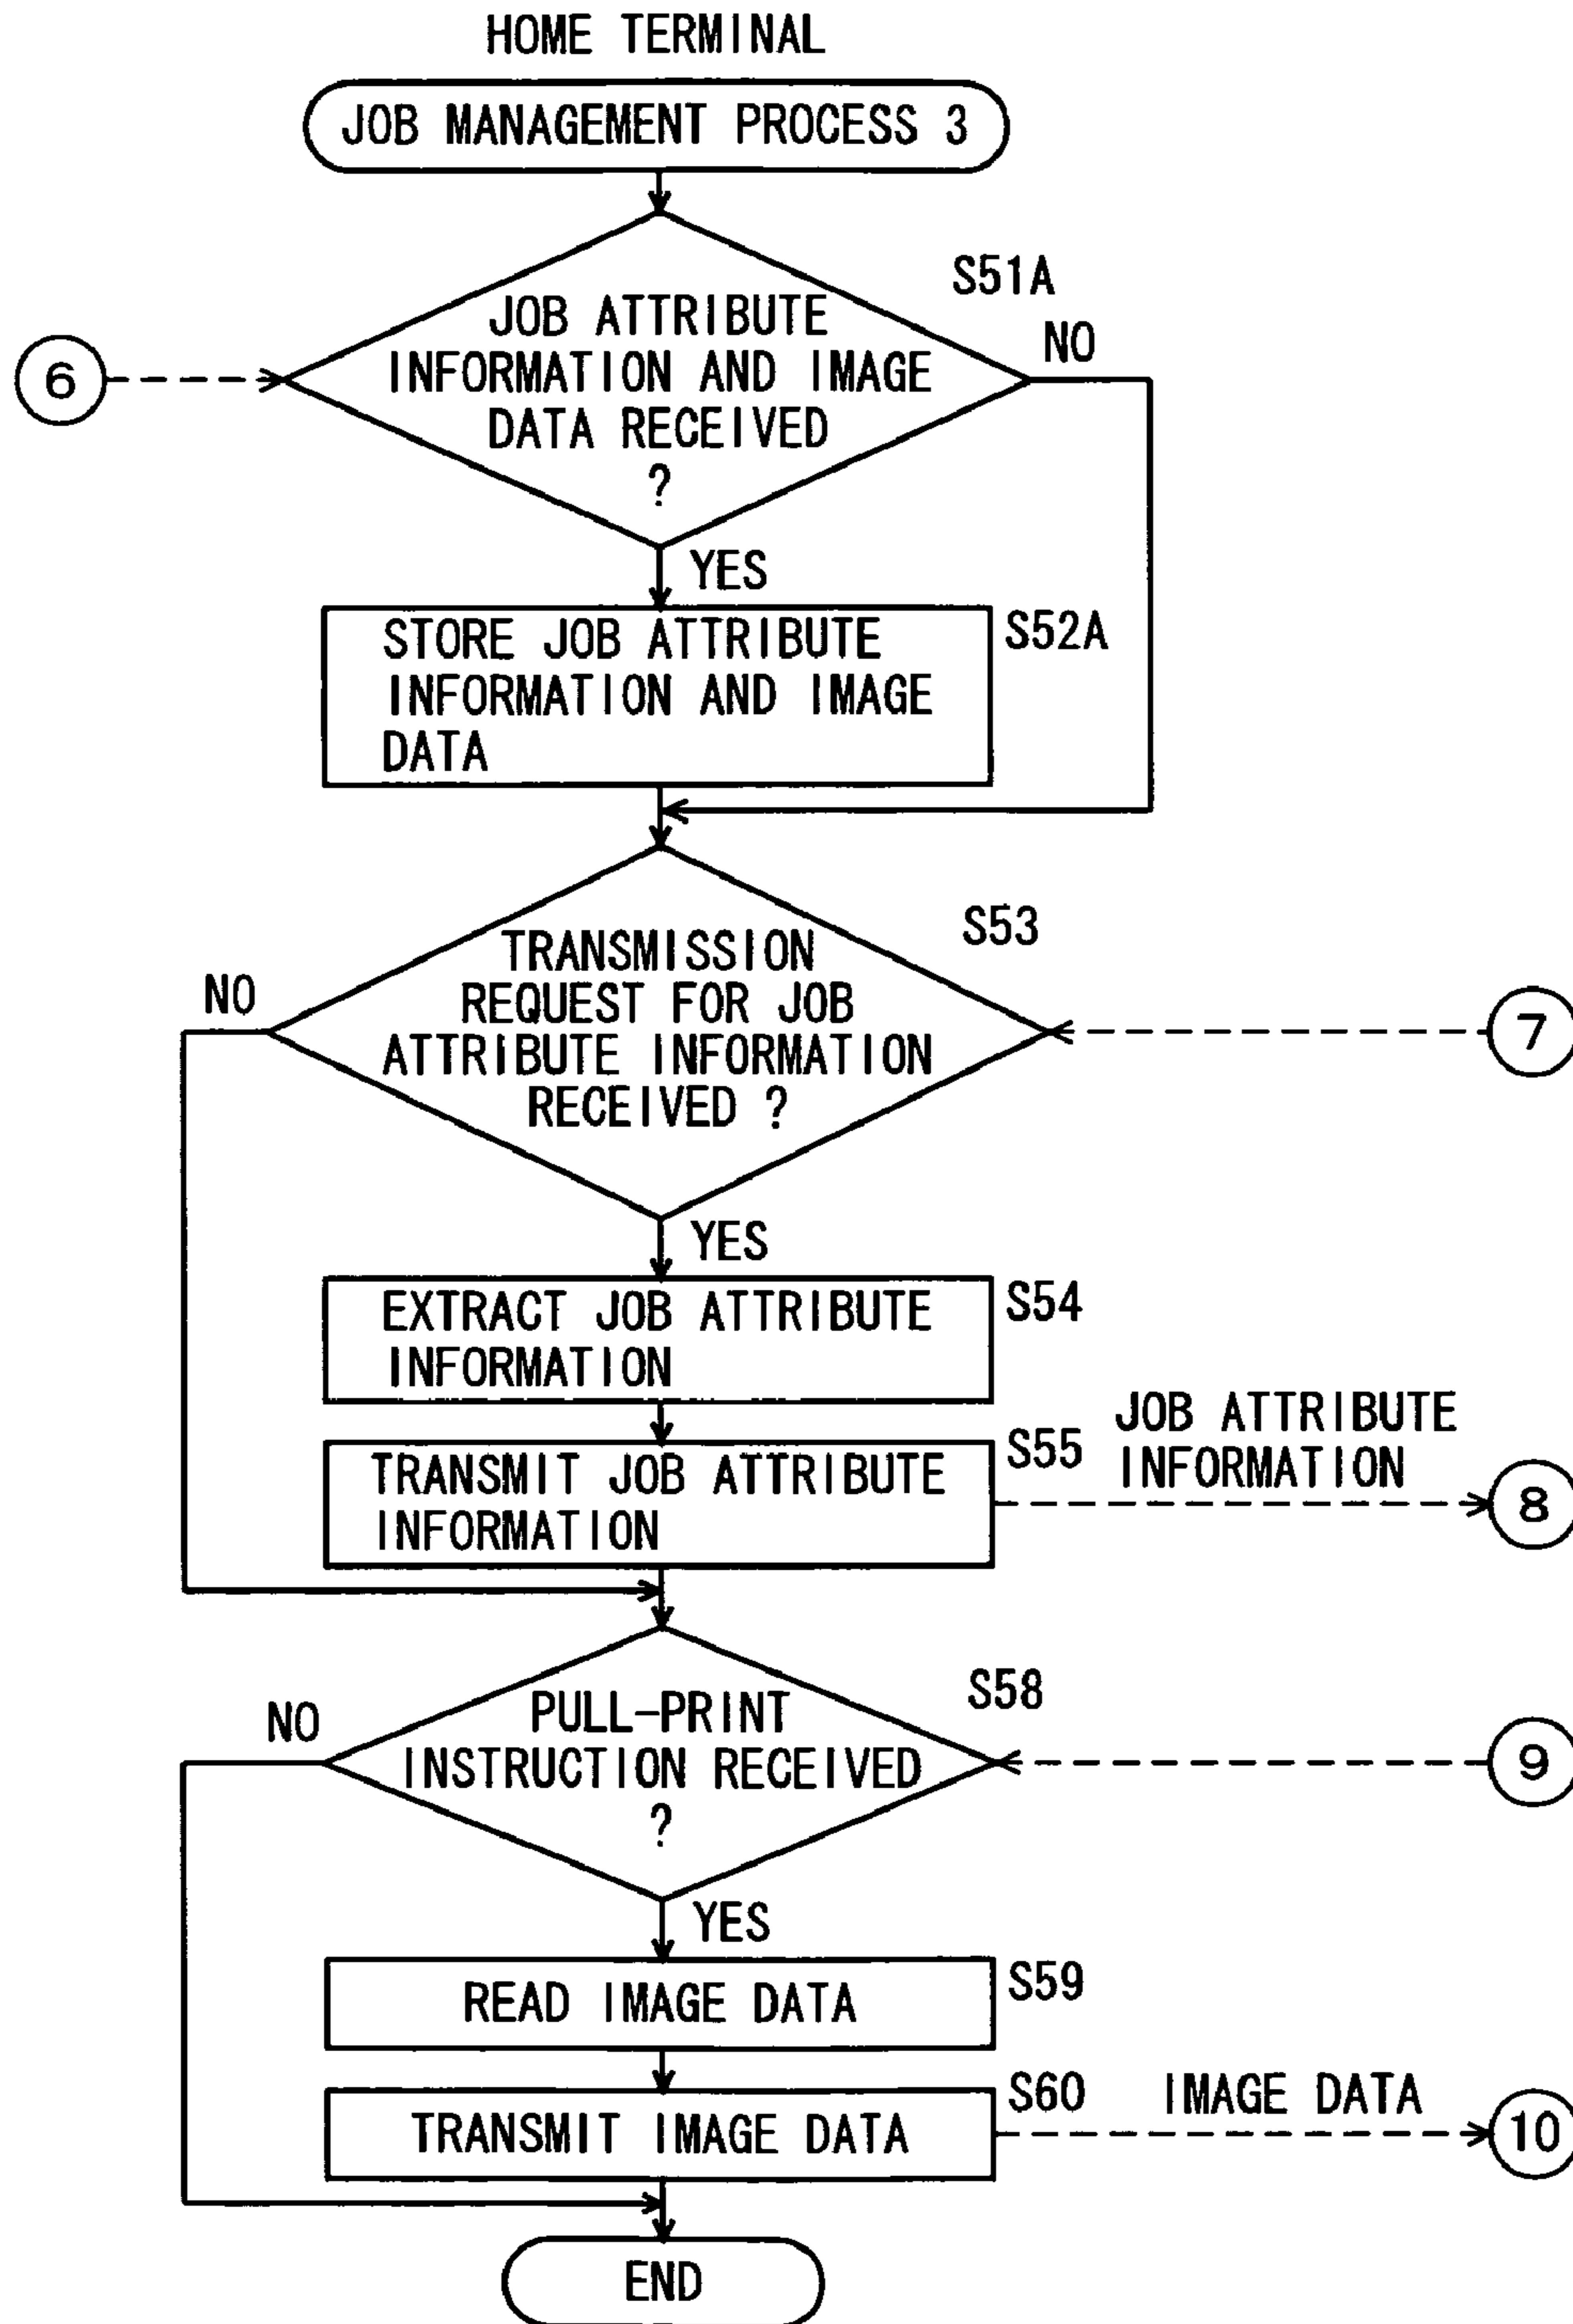 HOME TERMINAL
JOB MANAGEMENT PROCESS 3
S51A
JOB ATTRIBUTE
INFORMATION AND IMAGE
DATA RECEIVED
?
NO
6
YES
STORE JOB ATTRIBUTE
INFORMATION AND IMAGE
DATA
S52A
S53
TRANSMISSION
REQUEST FOR JOB
ATTRIBUTE INFORMATION
RECEIVED ?
NO
7
YES
EXTRACT JOB ATTRIBUTE
INFORMATION
S54
TRANSMIT JOB ATTRIBUTE
INFORMATION
S55
JOB ATTRIBUTE
INFORMATION
8
S58
PULL-PRINT
INSTRUCTION RECEIVED
?
NO
9
YES
READ IMAGE DATA
S59
TRANSMIT IMAGE DATA
S60
IMAGE DATA
10
END